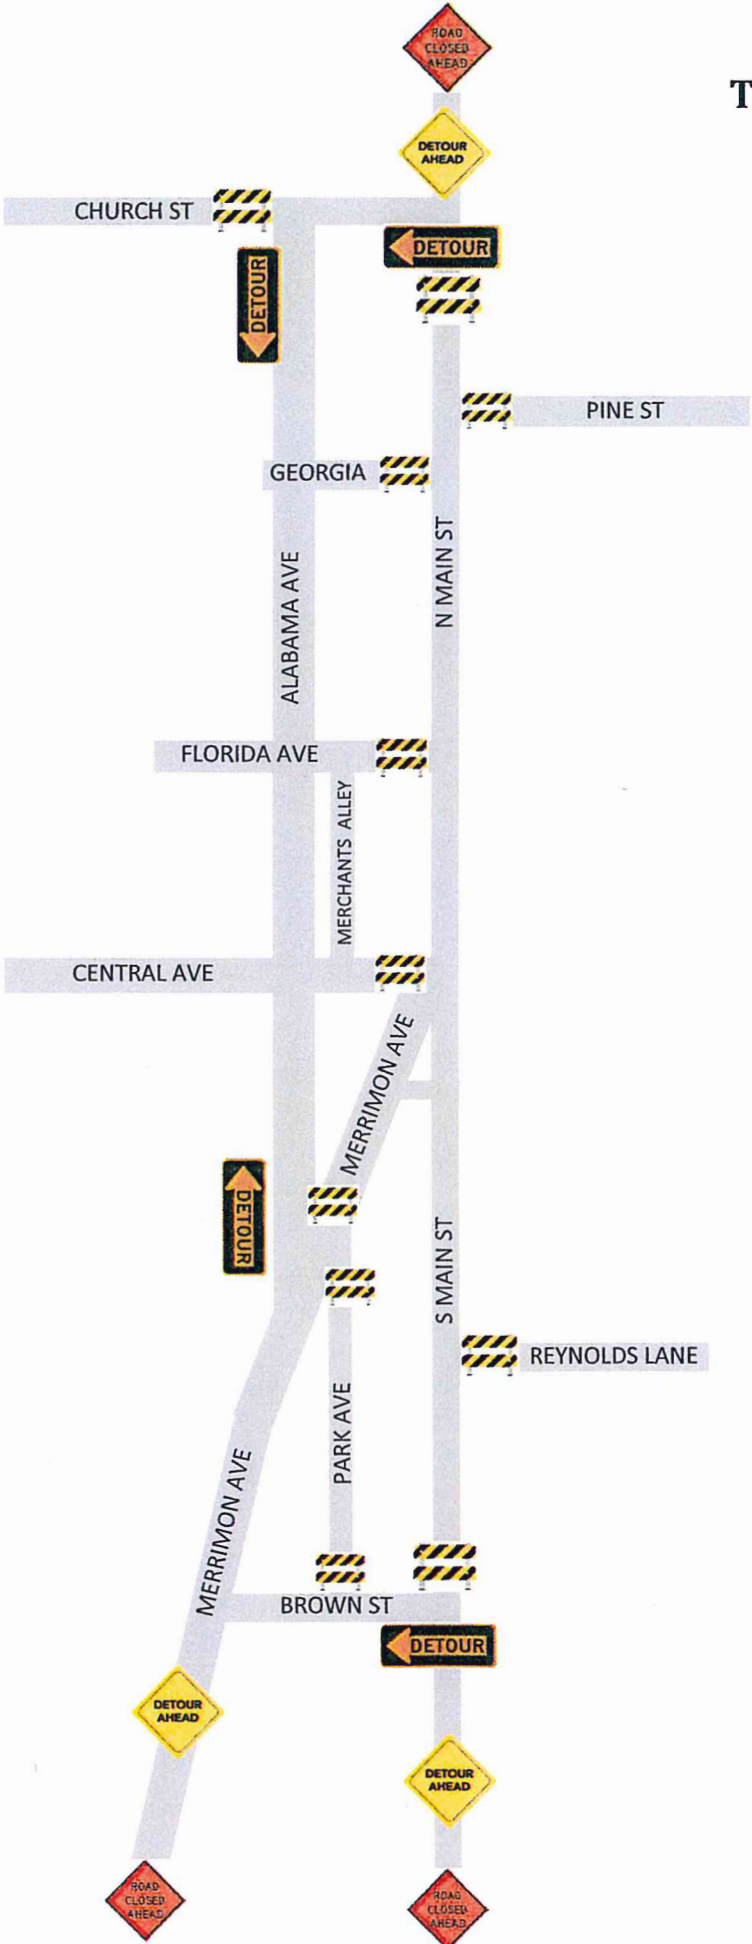 ROAD
CLOSED
AHEAD
T
DETOUR
AHEAD
CHURCH ST
DETOUR
DETOUR
PINE ST
GEORGIA
N MAIN ST
ALABAMA AVE
FLORIDA AVE
MERCHANTS ALLEY
CENTRAL AVE
MERRIMON AVE
DETOUR
S MAIN ST
REYNOLDS LANE
PARK AVE
MERRIMON AVE
BROWN ST
DETOUR
DETOUR
AHEAD
DETOUR
AHEAD
ROAD
CLOSED
AHEAD
ROAD
CLOSED
AHEAD